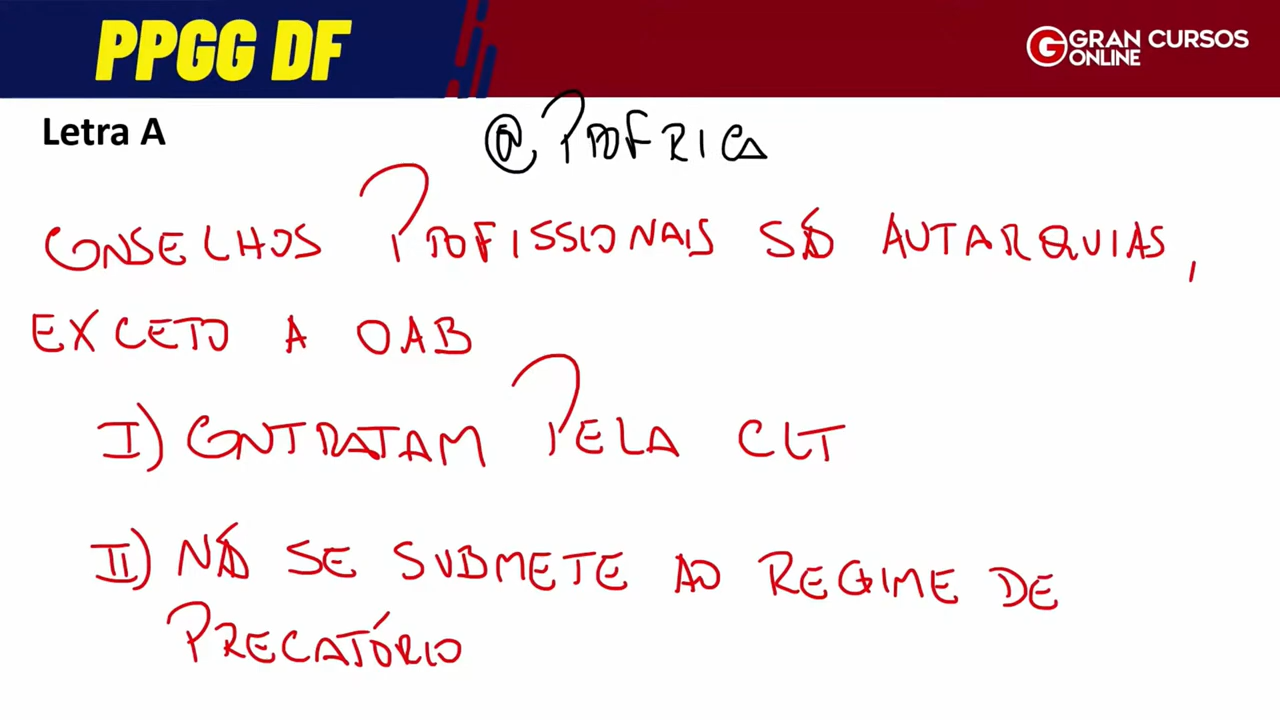 PPGG DF
GRAN CURSOS
ONLINE
Letra A
@PROFRICA
CONSELHOS PROFISSIONAIS SÃO AUTARQUIAS,
EXCETO A OAB
I) CONTRATAM PELA CLT
II) NÃO SE SUBMETE AO REGIME DE
PRECATÓRIO